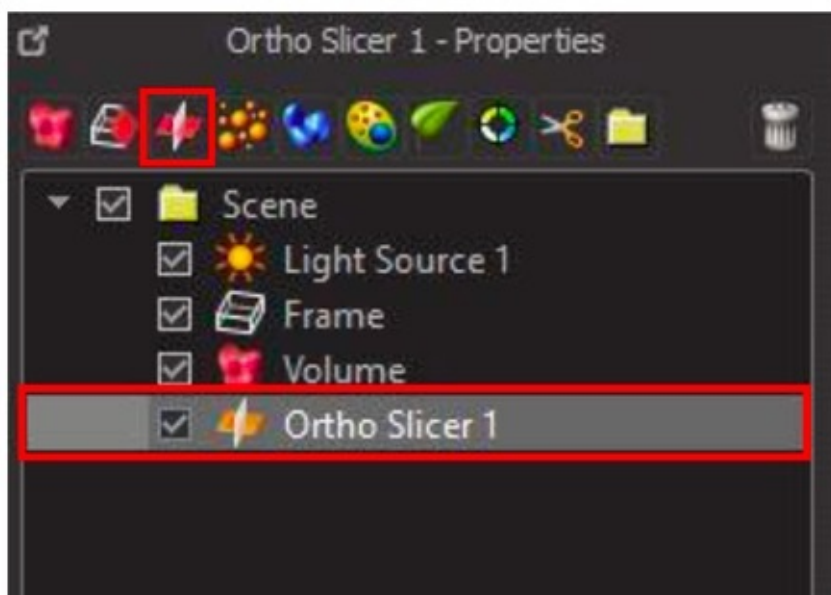 Ortho Slicer 1 - Properties
Scene
Light Source 1
Frame
Volume
Ortho Slicer 1